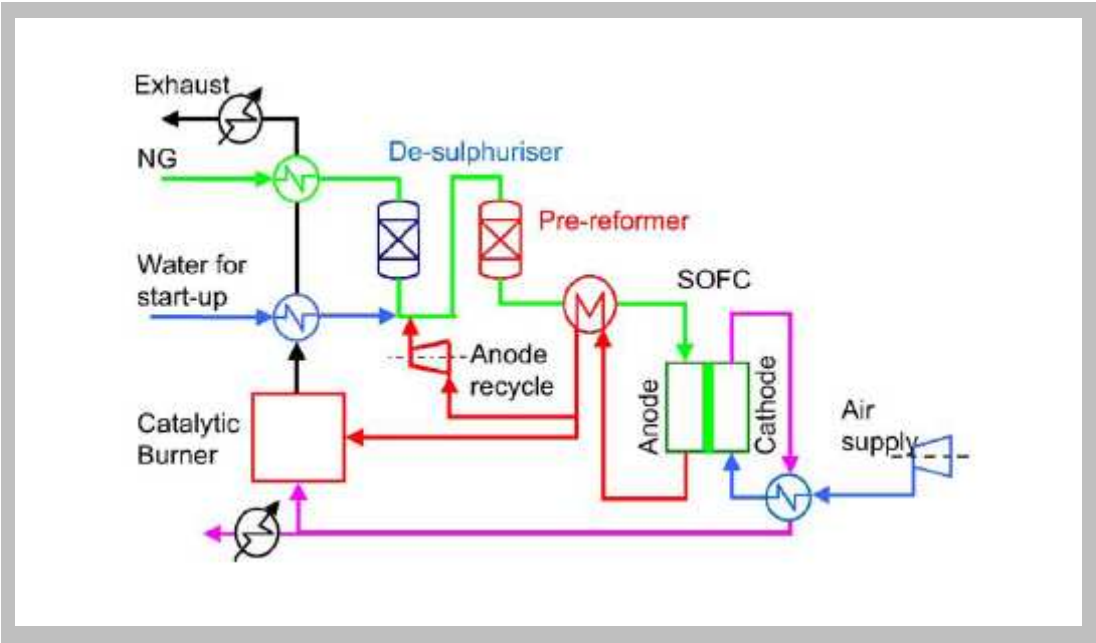 Exhaust
NG
De-sulphuriser
Pre-reformer
Water for
start-up
SOFC
Anode
recycle
Anode
Cathode
Air
supply
Catalytic
Burner